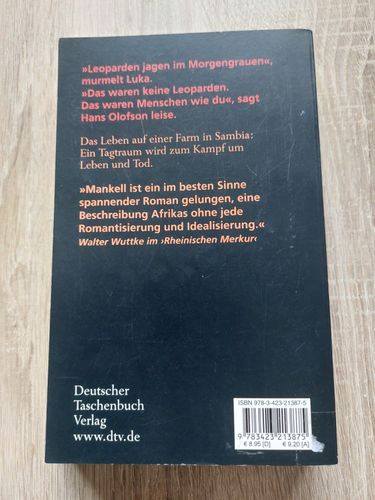 »Leoparden jagen im Morgengrauen«,
murmelt Luka.
»Das waren keine Leoparden.
Das waren Menschen wie du«, sagt
Hans Olofson leise.
Das Leben auf einer Farm in Sambia:
Ein Tagtraum wird zum Kampf um
Leben und Tod.
»Mankell ist ein im besten Sinne
spannender Roman gelungen, eine
Beschreibung Afrikas ohne jede
Romantisierung und Idealisierung.«
Walter Wuttke im ›Rheinischen Merkur‹
Deutscher
Taschenbuch
Verlag
www.dtv.de
ISBN 978-3-423-21387-5
9 783423 213875
€ 8,95 [D] € 9,20 [A]